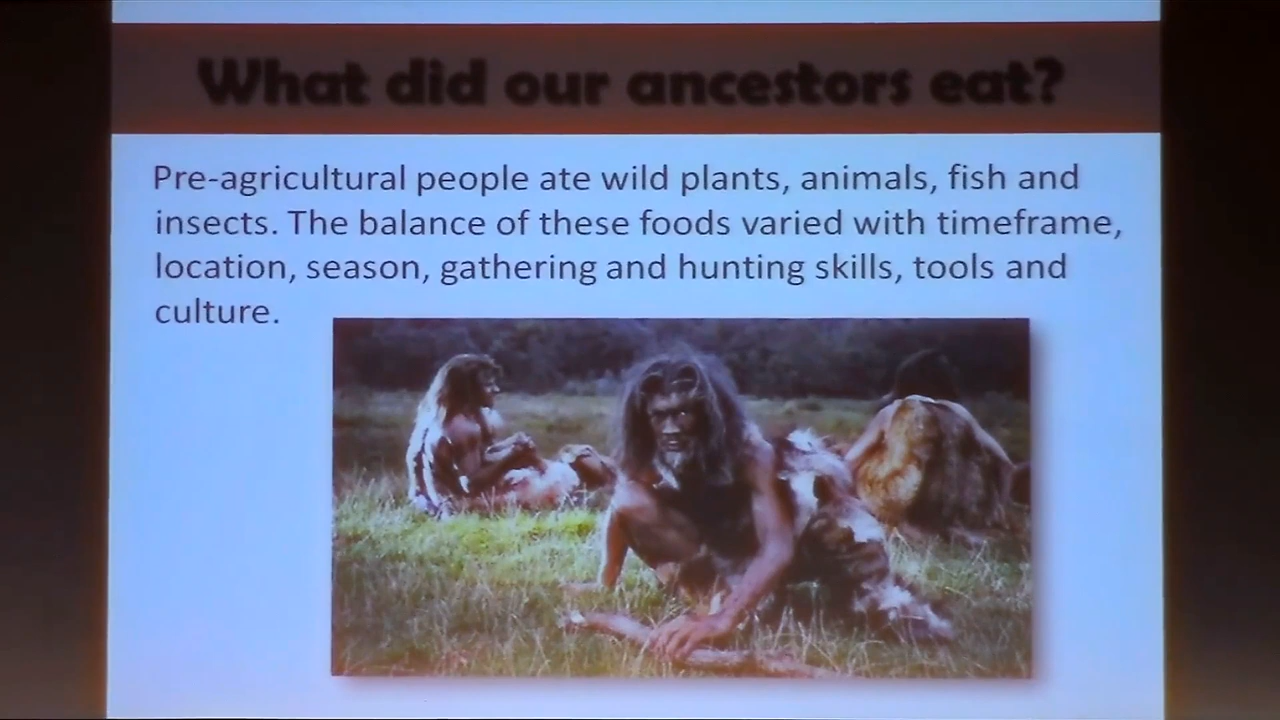 What did our ancestors eat?
Pre-agricultural people ate wild plants, animals, fish and
insects. The balance of these foods varied with timeframe,
location, season, gathering and hunting skills, tools and
culture.